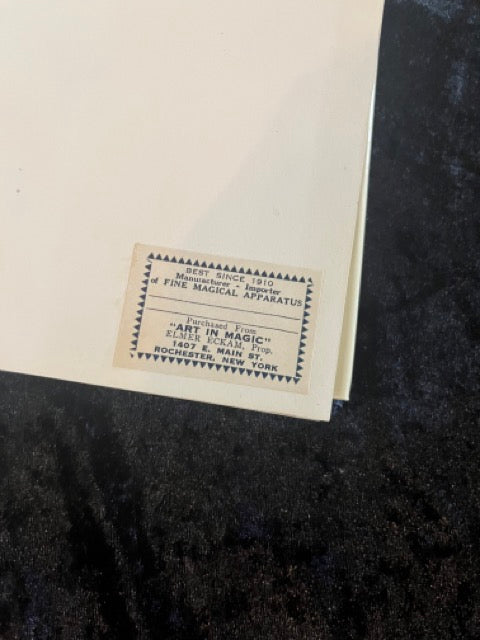 BEST SINCE 1910
Manufacturer - Importer
of FINE MAGICAL APPARATUS
Purchased From
"ART IN MAGIC"
ELMER ECKAM, Prop.
1407 E. MAIN ST.
ROCHESTER, NEW YORK